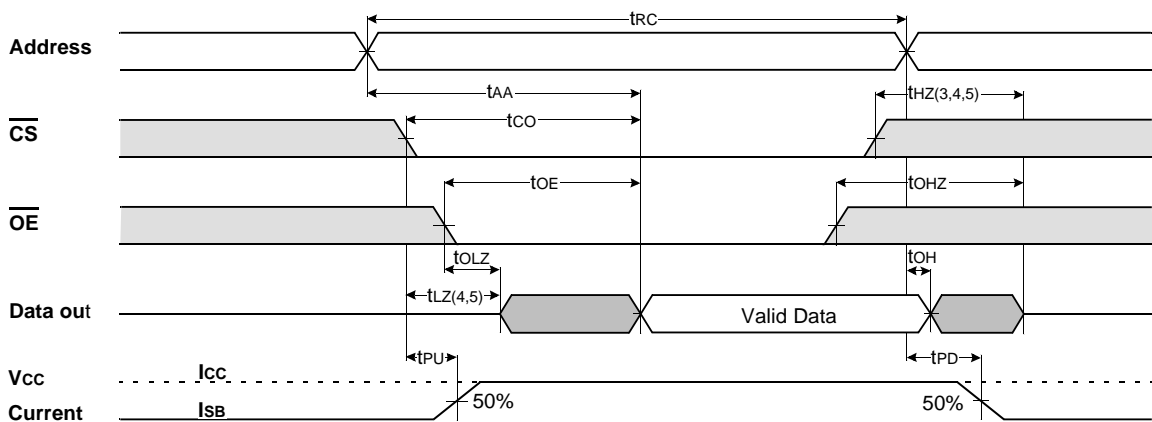 tRC
Address
tAA
tHZ(3,4,5)
CS
tCO
tOE
tOHZ
OE
tOLZ
tOH
tLZ(4,5)
Data out
Valid Data
tPU
tPD
VCC
ICC
50%
50%
Current
ISB